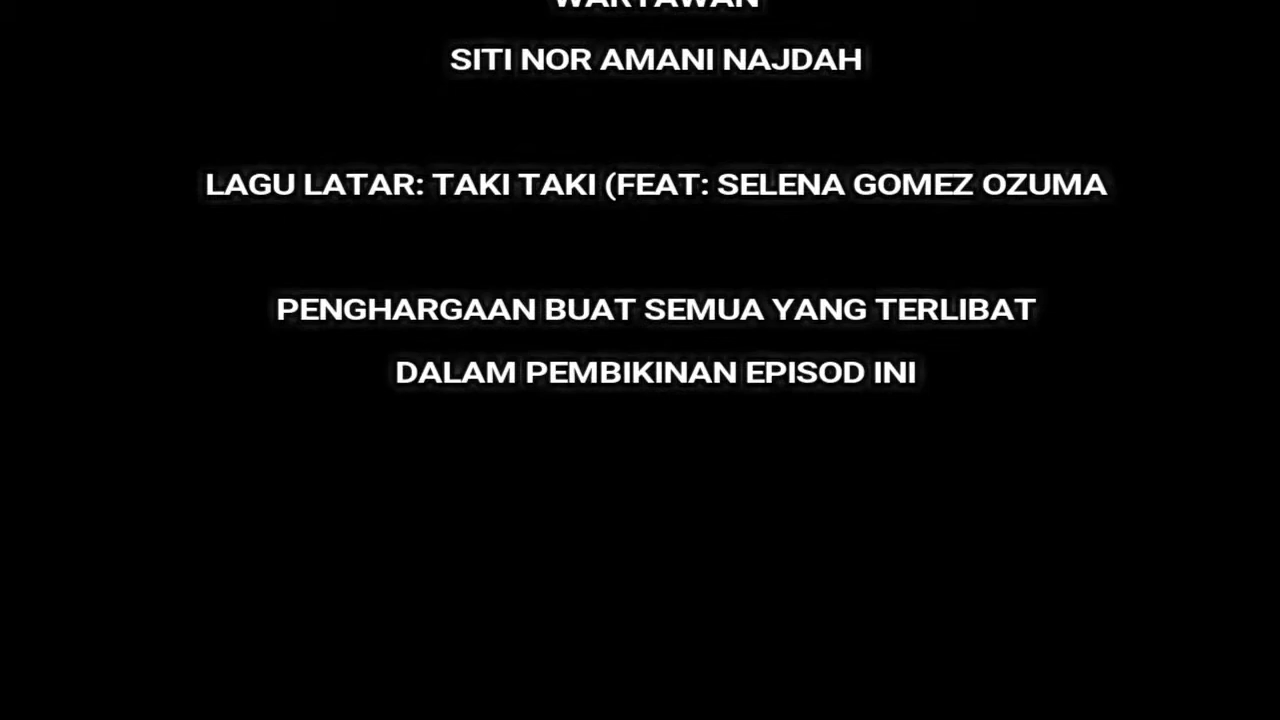 WARTAWAN
SITI NOR AMANI NAJDAH
LAGU LATAR: TAKI TAKI (FEAT: SELENA GOMEZ OZUMA
PENGHARGAAN BUAT SEMUA YANG TERLIBAT
DALAM PEMBIKINAN EPISOD INI